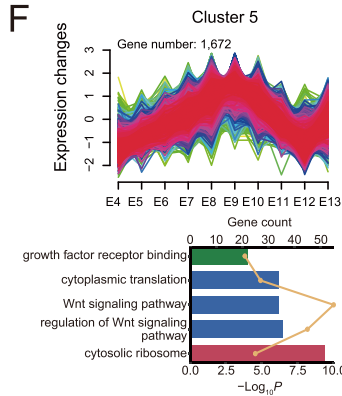 F
Cluster 5
Gene number: 1,672
Expression changes
3
2
1
0
−1
−2
E4 E5 E6 E7 E8 E9 E10 E11 E12 E13
Gene count
0 10 20 30 40 50
growth factor receptor binding
cytoplasmic translation
Wnt signaling pathway
regulation of Wnt signaling
pathway
cytosolic ribosome
0.0 2.5 5.0 7.5 10.0
−Log10P